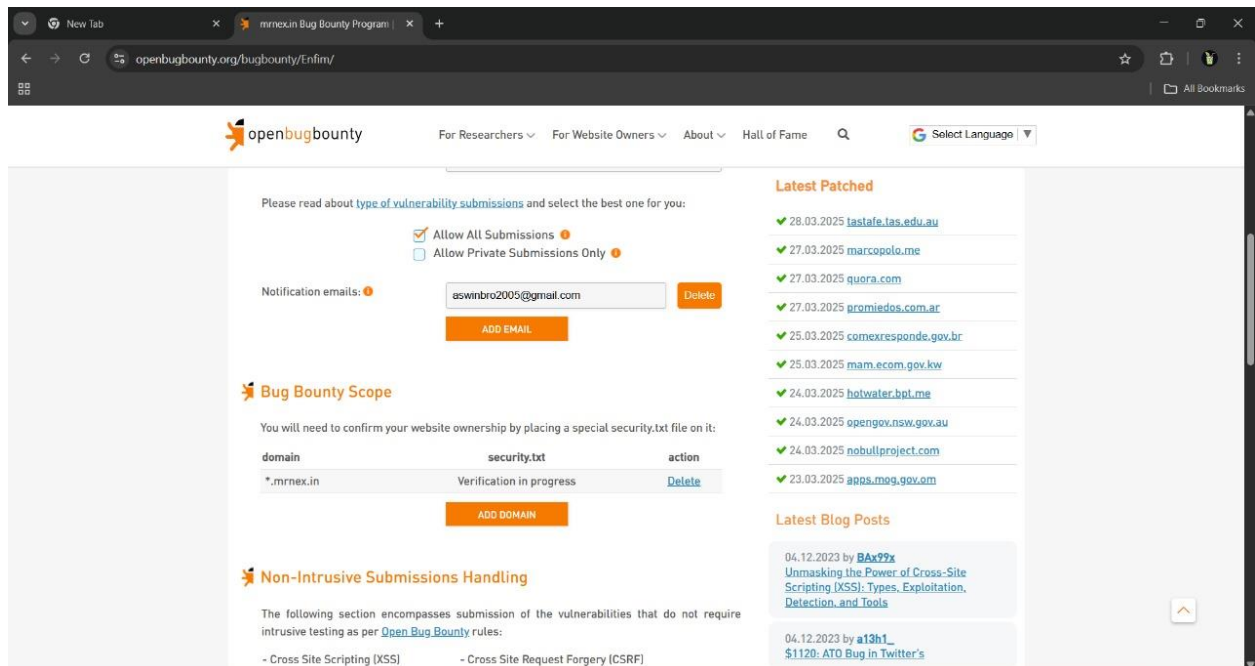 New Tab
mrnex.in Bug Bounty Program |
openbugbounty.org/bugbounty/Enfim/
All Bookmarks
openbugbounty
For Researchers
For Website Owners
About
Hall of Fame
G Select Language ▼
Please read about type of vulnerability submissions and select the best one for you:
Allow All Submissions
Allow Private Submissions Only
Notification emails:
aswinbro2005@gmail.com
Delete
ADD EMAIL
Bug Bounty Scope
You will need to confirm your website ownership by placing a special security.txt file on it:
domain security.txt action
*.mrnex.in Verification in progress Delete
ADD DOMAIN
Non-Intrusive Submissions Handling
The following section encompasses submission of the vulnerabilities that do not require
intrusive testing as per Open Bug Bounty rules:
- Cross Site Scripting (XSS) - Cross Site Request Forgery (CSRF)
Latest Patched
28.03.2025 tastafe.tas.edu.au
27.03.2025 marcopolo.me
27.03.2025 quora.com
27.03.2025 promiedos.com.ar
25.03.2025 comexresponde.gov.br
25.03.2025 mam.ecom.gov.kw
24.03.2025 hotwater.bpt.me
24.03.2025 opengov.nsw.gov.au
24.03.2025 nobullproject.com
23.03.2025 apps.mog.gov.om
Latest Blog Posts
04.12.2023 by BAx99x
Unmasking the Power of Cross-Site
Scripting (XSS): Types, Exploitation,
Detection, and Tools
04.12.2023 by a13h1_
$1120: ATO Bug in Twitter's